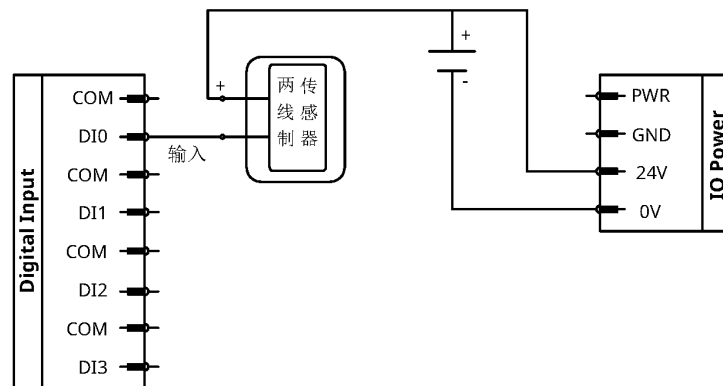 Digital Input
COM
DI0
COM
DI1
COM
DI2
COM
DI3
输入
+
两线制
传感器
+
-
PWR
GND
24V
0V
IO Power